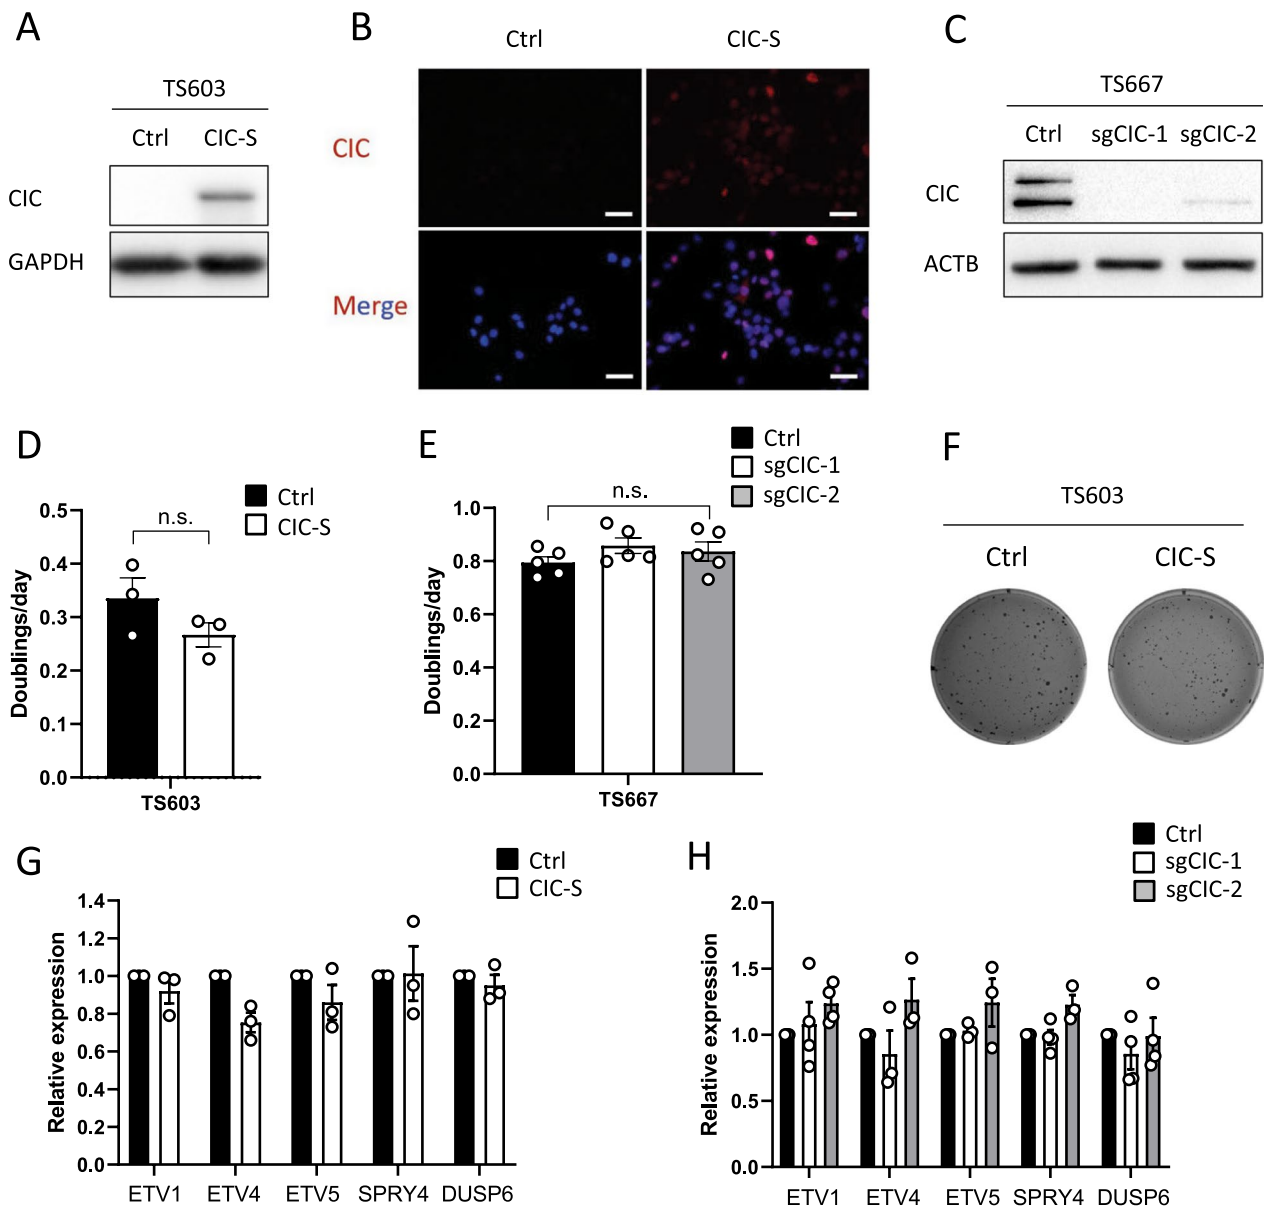 A
TS603
Ctrl CIC-S
CIC
GAPDH
B
Ctrl CIC-S
CIC
Merge
C
TS667
Ctrl sgCIC-1 sgCIC-2
CIC
ACTB
D
Ctrl
CIC-S
n.s.
Doublings/day
0.5
0.4
0.3
0.2
0.1
0.0
TS603
E
Ctrl
sgCIC-1
sgCIC-2
n.s.
Doublings/day
1.0
0.8
0.6
0.4
0.2
0.0
TS667
F
TS603
Ctrl CIC-S
G
Ctrl
CIC-S
Relative expression
1.4
1.2
1.0
0.8
0.6
0.4
0.2
0.0
ETV1 ETV4 ETV5 SPRY4 DUSP6
H
Ctrl
sgCIC-1
sgCIC-2
Relative expression
2.0
1.5
1.0
0.5
0.0
ETV1 ETV4 ETV5 SPRY4 DUSP6